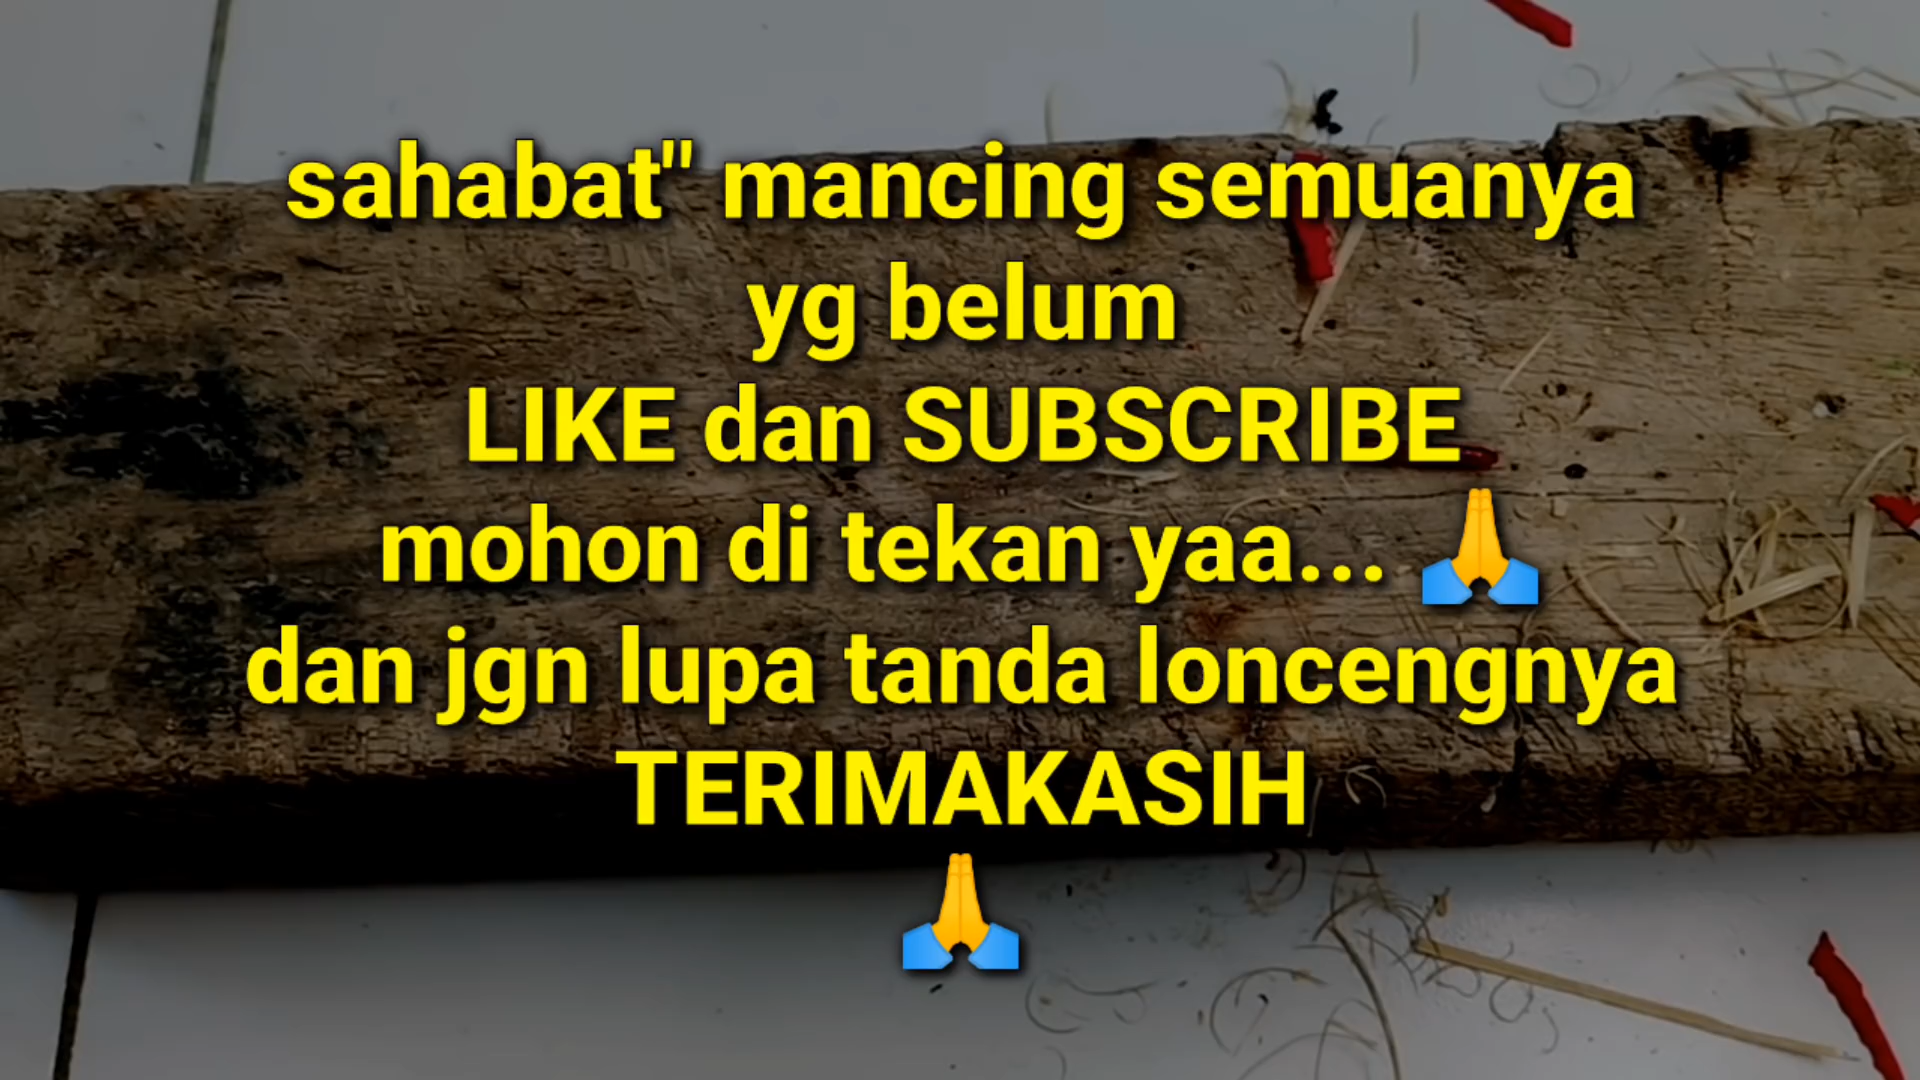 sahabat" mancing semuanya
yg belum
LIKE dan SUBSCRIBE
mohon di tekan yaa... 🙏
dan jgn lupa tanda loncengnya
TERIMAKASIH
🙏